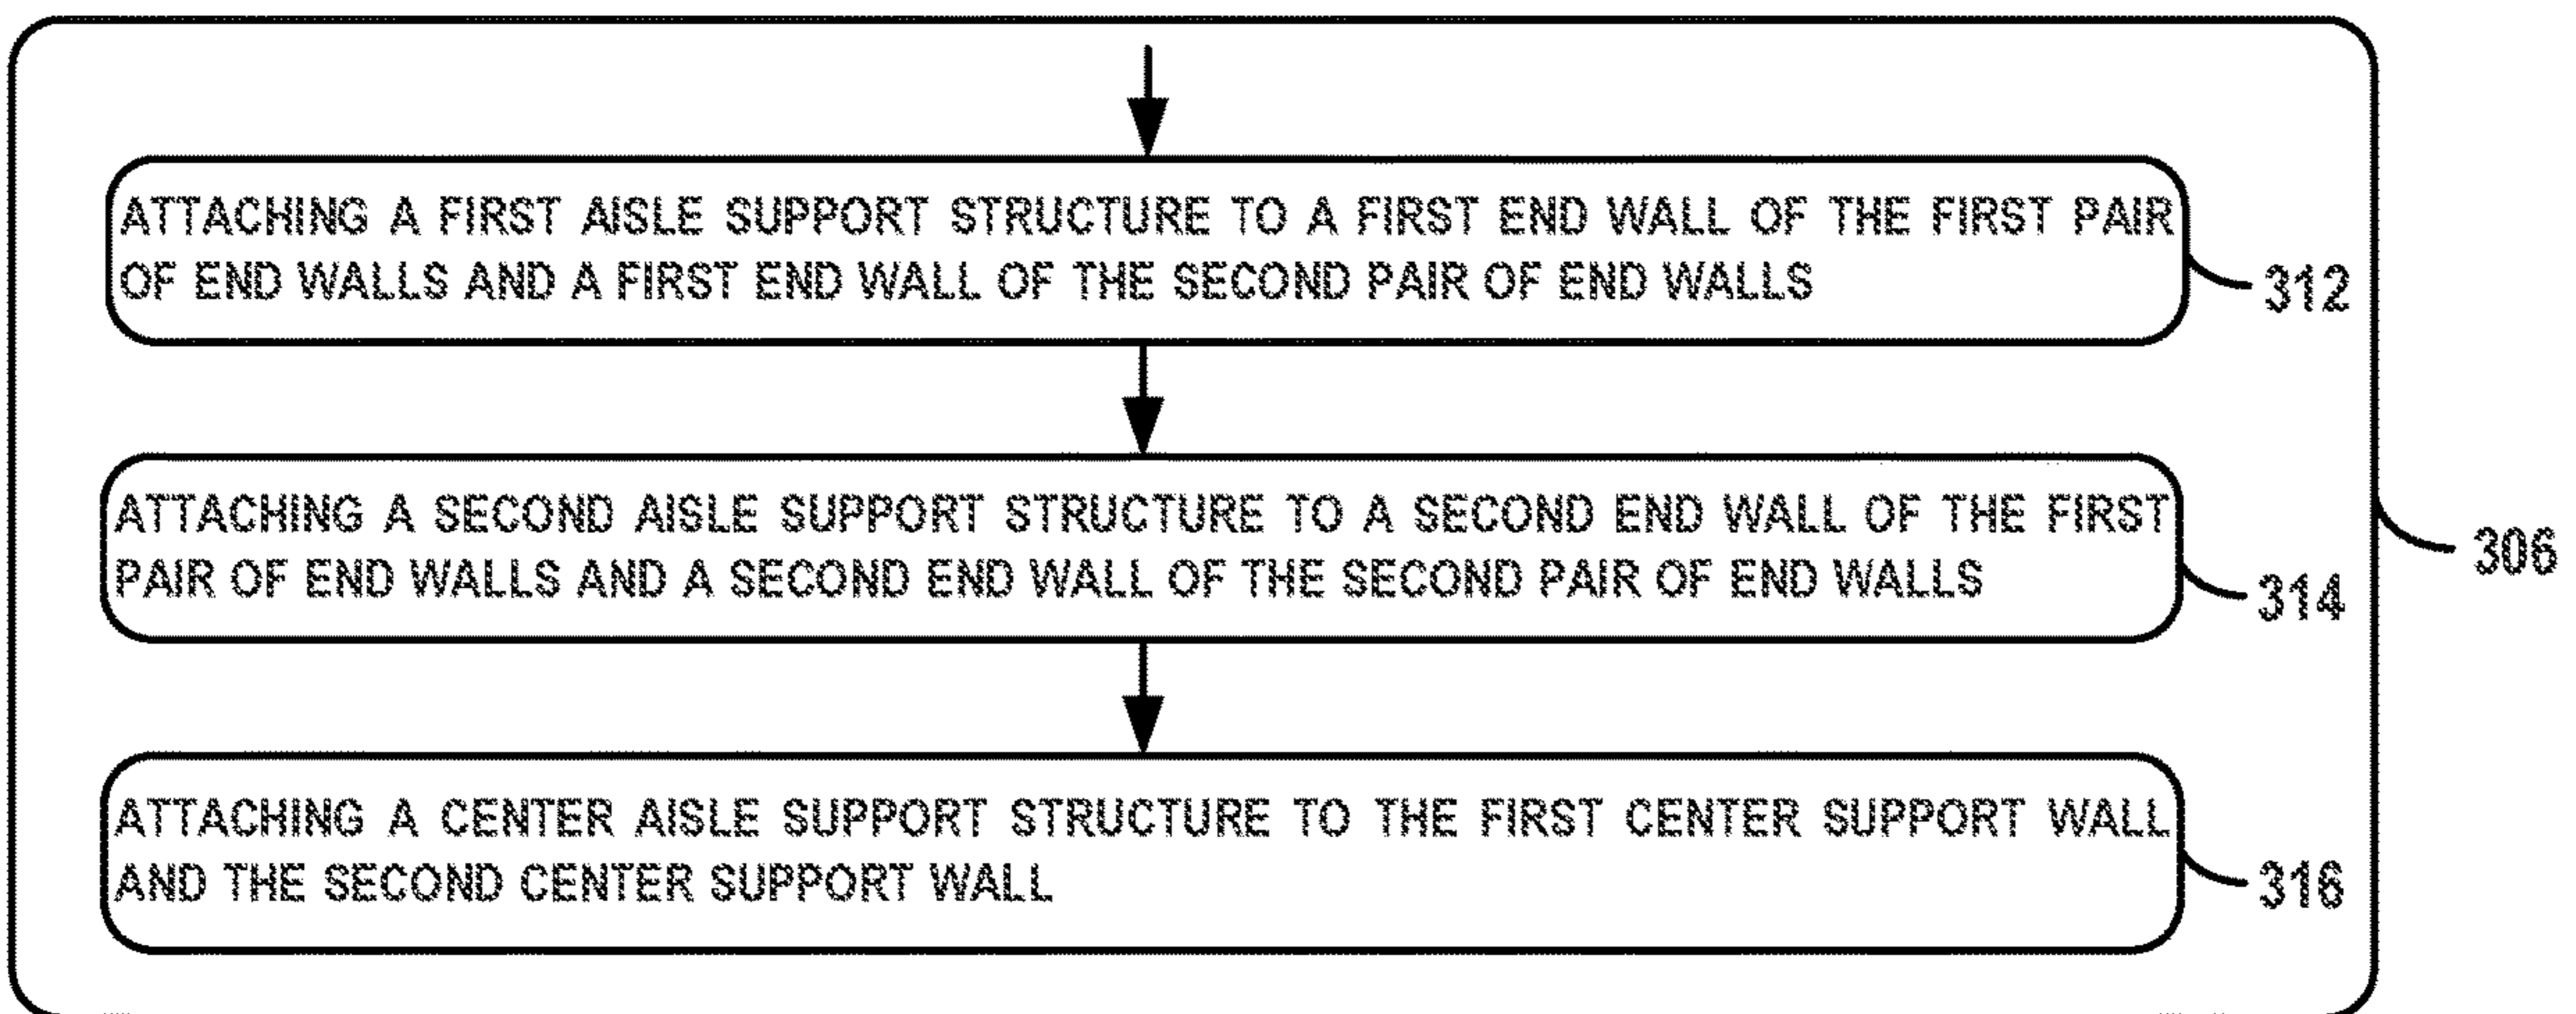 ATTACHING A FIRST AISLE SUPPORT STRUCTURE TO A FIRST END WALL OF THE FIRST PAIR
OF END WALLS AND A FIRST END WALL OF THE SECOND PAIR OF END WALLS
312
ATTACHING A SECOND AISLE SUPPORT STRUCTURE TO A SECOND END WALL OF THE FIRST
PAIR OF END WALLS AND A SECOND END WALL OF THE SECOND PAIR OF END WALLS
306
314
ATTACHING A CENTER AISLE SUPPORT STRUCTURE TO THE FIRST CENTER SUPPORT WALL
AND THE SECOND CENTER SUPPORT WALL
316